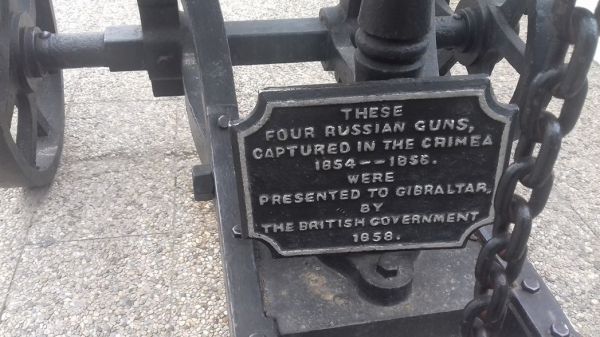 THESE
FOUR RUSSIAN GUNS,
CAPTURED IN THE CRIMEA
1854--1856.
WERE
PRESENTED TO GIBRALTAR,
BY
THE BRITISH GOVERNMENT
1858.